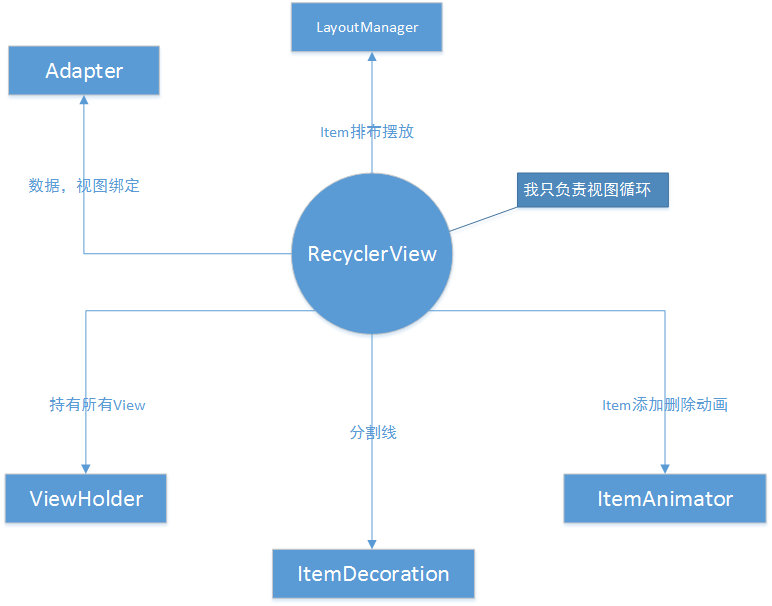 LayoutManager
Adapter
Item排布摆放
数据，视图绑定
我只负责视图循环
RecyclerView
持有所有View
Item添加删除动画
分割线
ViewHolder
ItemAnimator
ItemDecoration